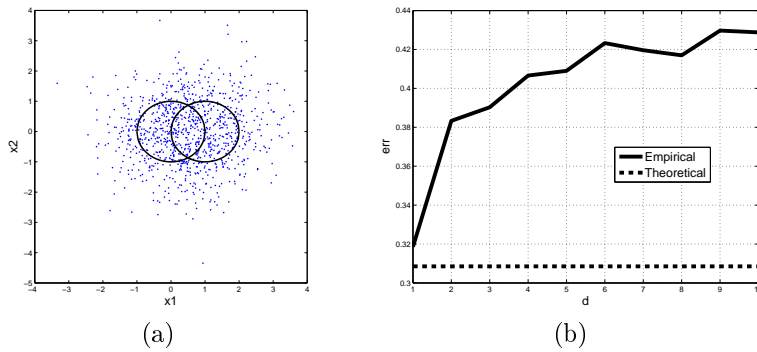 4
3
2
1
0
−1
−2
−3
−4
−5
x2
−4 −3 −2 −1 0 1 2 3 4
x1
(a)
0.44
0.42
0.4
0.38
0.36
0.34
0.32
0.3
err
Empirical
Theoretical
1 2 3 4 5 6 7 8 9
d
(b)